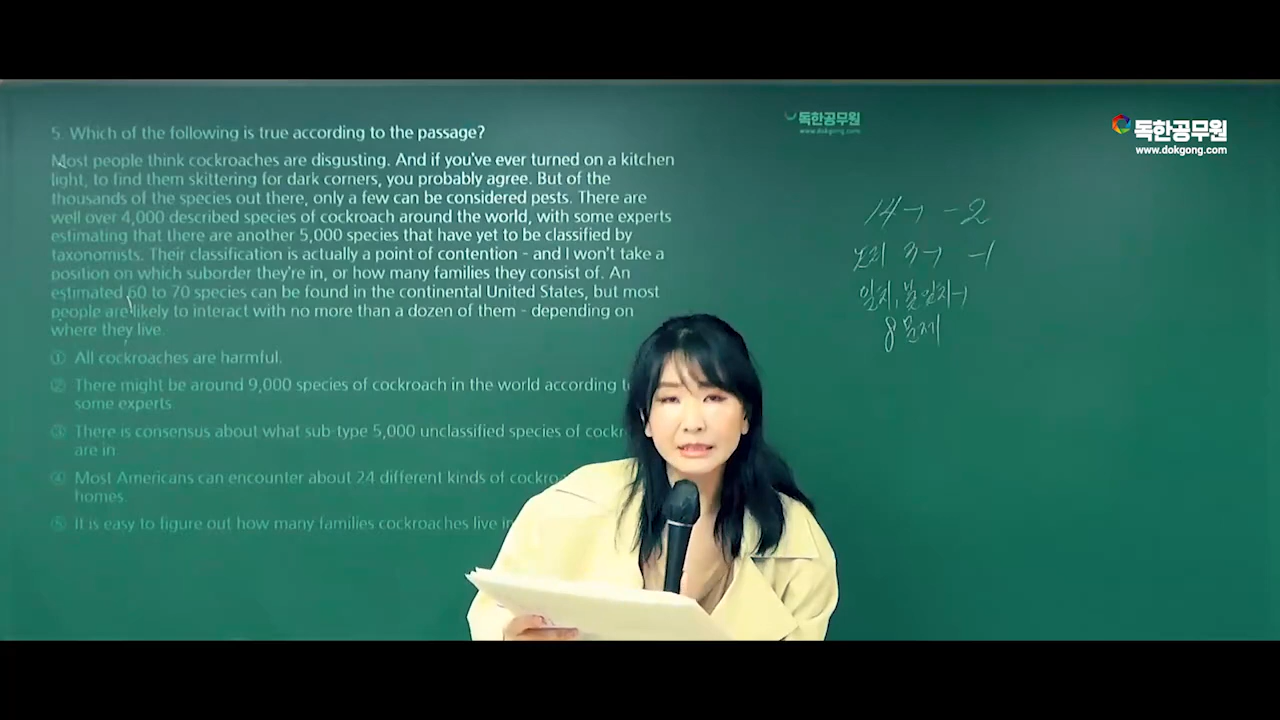 5. Which of the following is true according to the passage?
Most people think cockroaches are disgusting. And if you've ever turned on a kitchen
light, to find them skittering for dark corners, you probably agree. But of the
thousands of the species out there, only a few can be considered pests. There are
well over 4,000 described species of cockroach around the world, with some experts
estimating that there are another 5,000 species that have yet to be classified by
taxonomists. Their classification is actually a point of contention - and I won't take a
position on which suborder they're in, or how many families they consist of. An
estimated 60 to 70 species can be found in the continental United States, but most
people are likely to interact with no more than a dozen of them - depending on
where they live.
① All cockroaches are harmful.
② There might be around 9,000 species of cockroach in the world according
some experts.
③ There is consensus about what sub-type 5,000 unclassified species of
are in.
④ Most Americans can encounter about 24 different kinds of
homes.
⑤ It is easy to figure out how many families cockroaches live
독한공무원
www.dokgong.com
독한공무원
www.dokgong.com
14→ -2
-1
일치, 불일치→
8문제